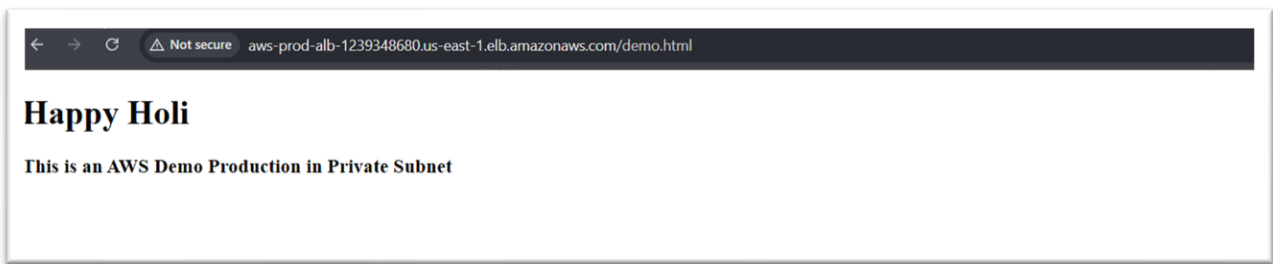 Not secure aws-prod-alb-1239348680.us-east-1.elb.amazonaws.com/demo.html
Happy Holi
This is an AWS Demo Production in Private Subnet